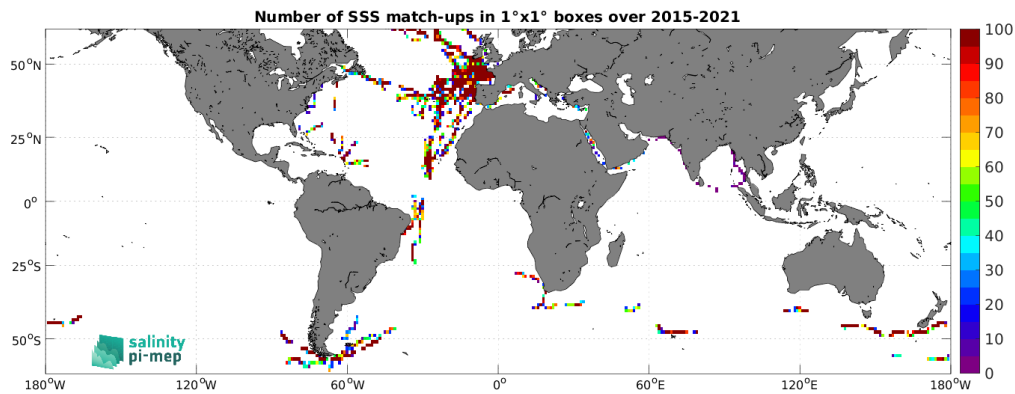 Number of SSS match-ups in 1°x1° boxes over 2015-2021
50°N
25°N
0°
25°S
50°S
180°W
120°W
60°W
0°
60°E
120°E
180°W
100
90
80
70
60
50
40
30
20
10
0
salinity
pi-mep